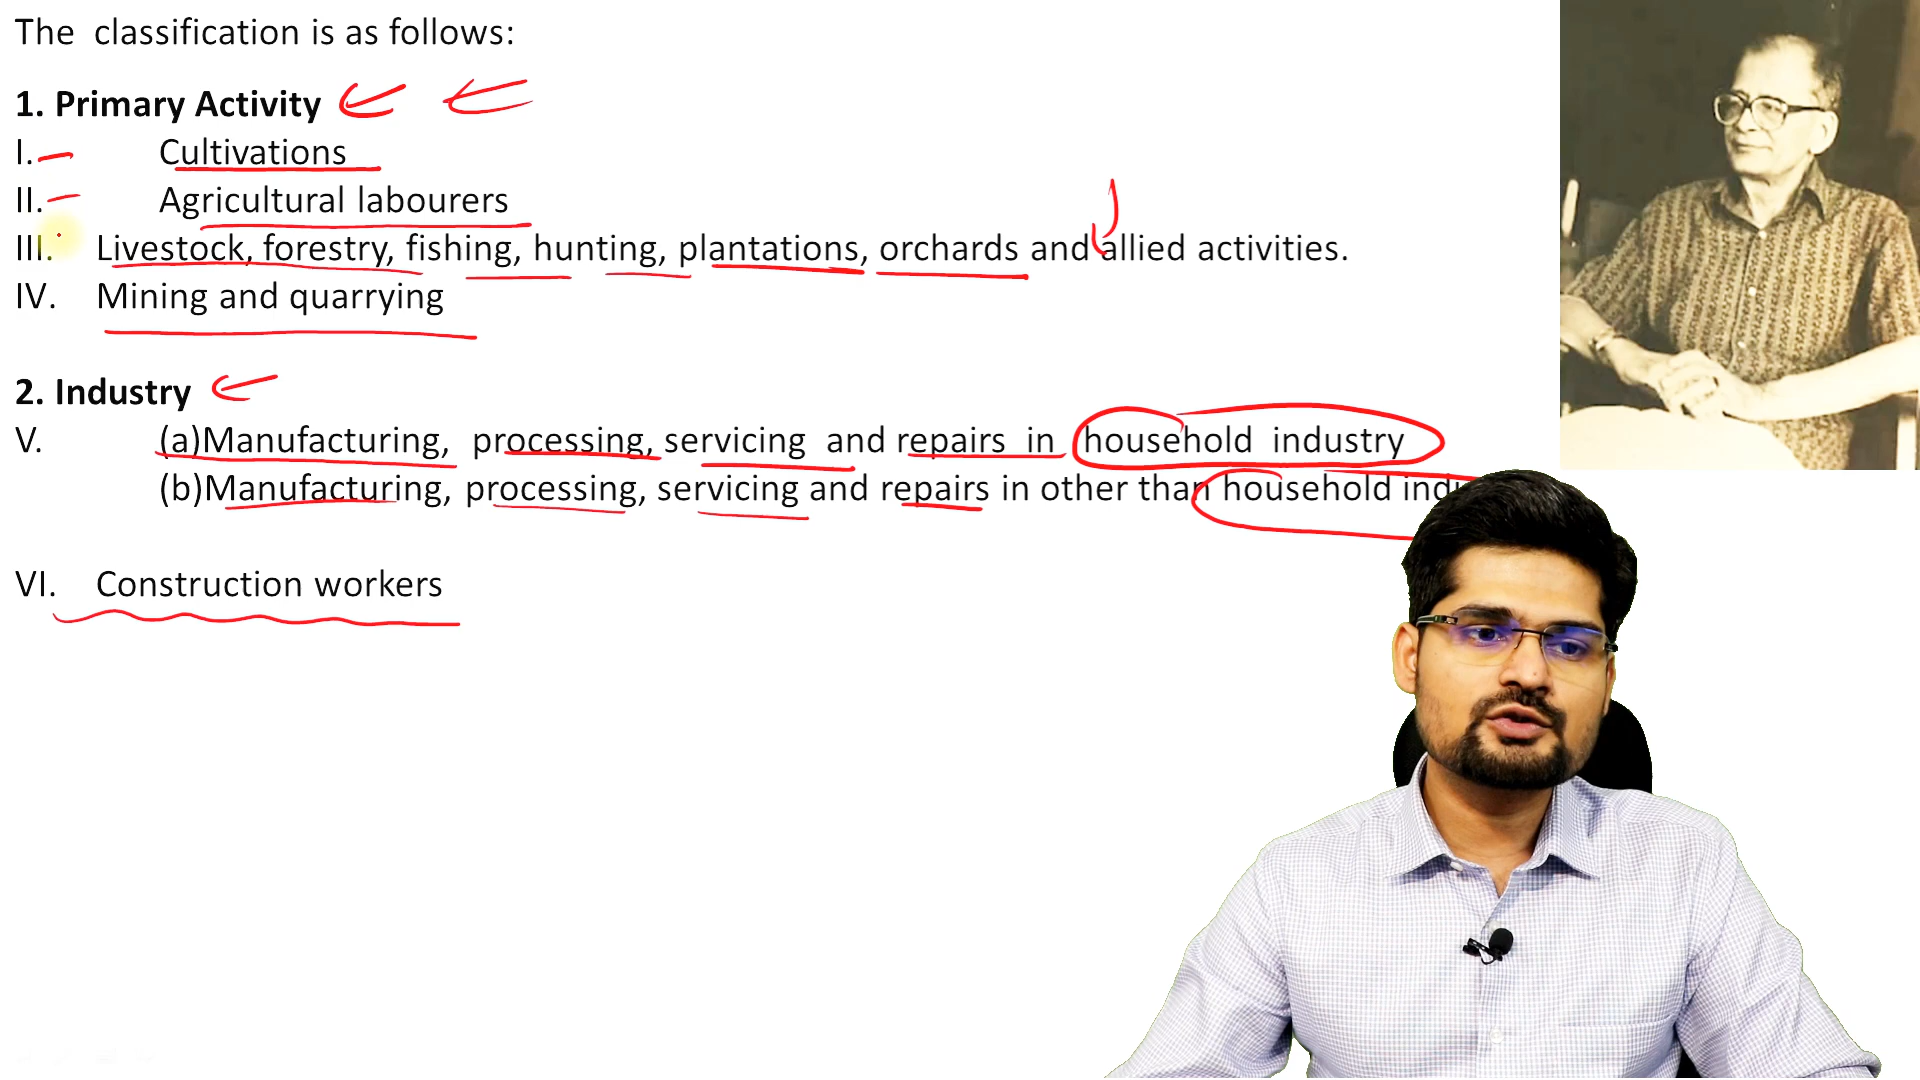 The classification is as follows:
1. Primary Activity
I. Cultivations
II. Agricultural labourers
III. Livestock, forestry, fishing, hunting, plantations, orchards and allied activities.
IV. Mining and quarrying
2. Industry
V. (a)Manufacturing, processing, servicing and repairs in household industry
(b)Manufacturing, processing, servicing and repairs in other than household
VI. Construction workers